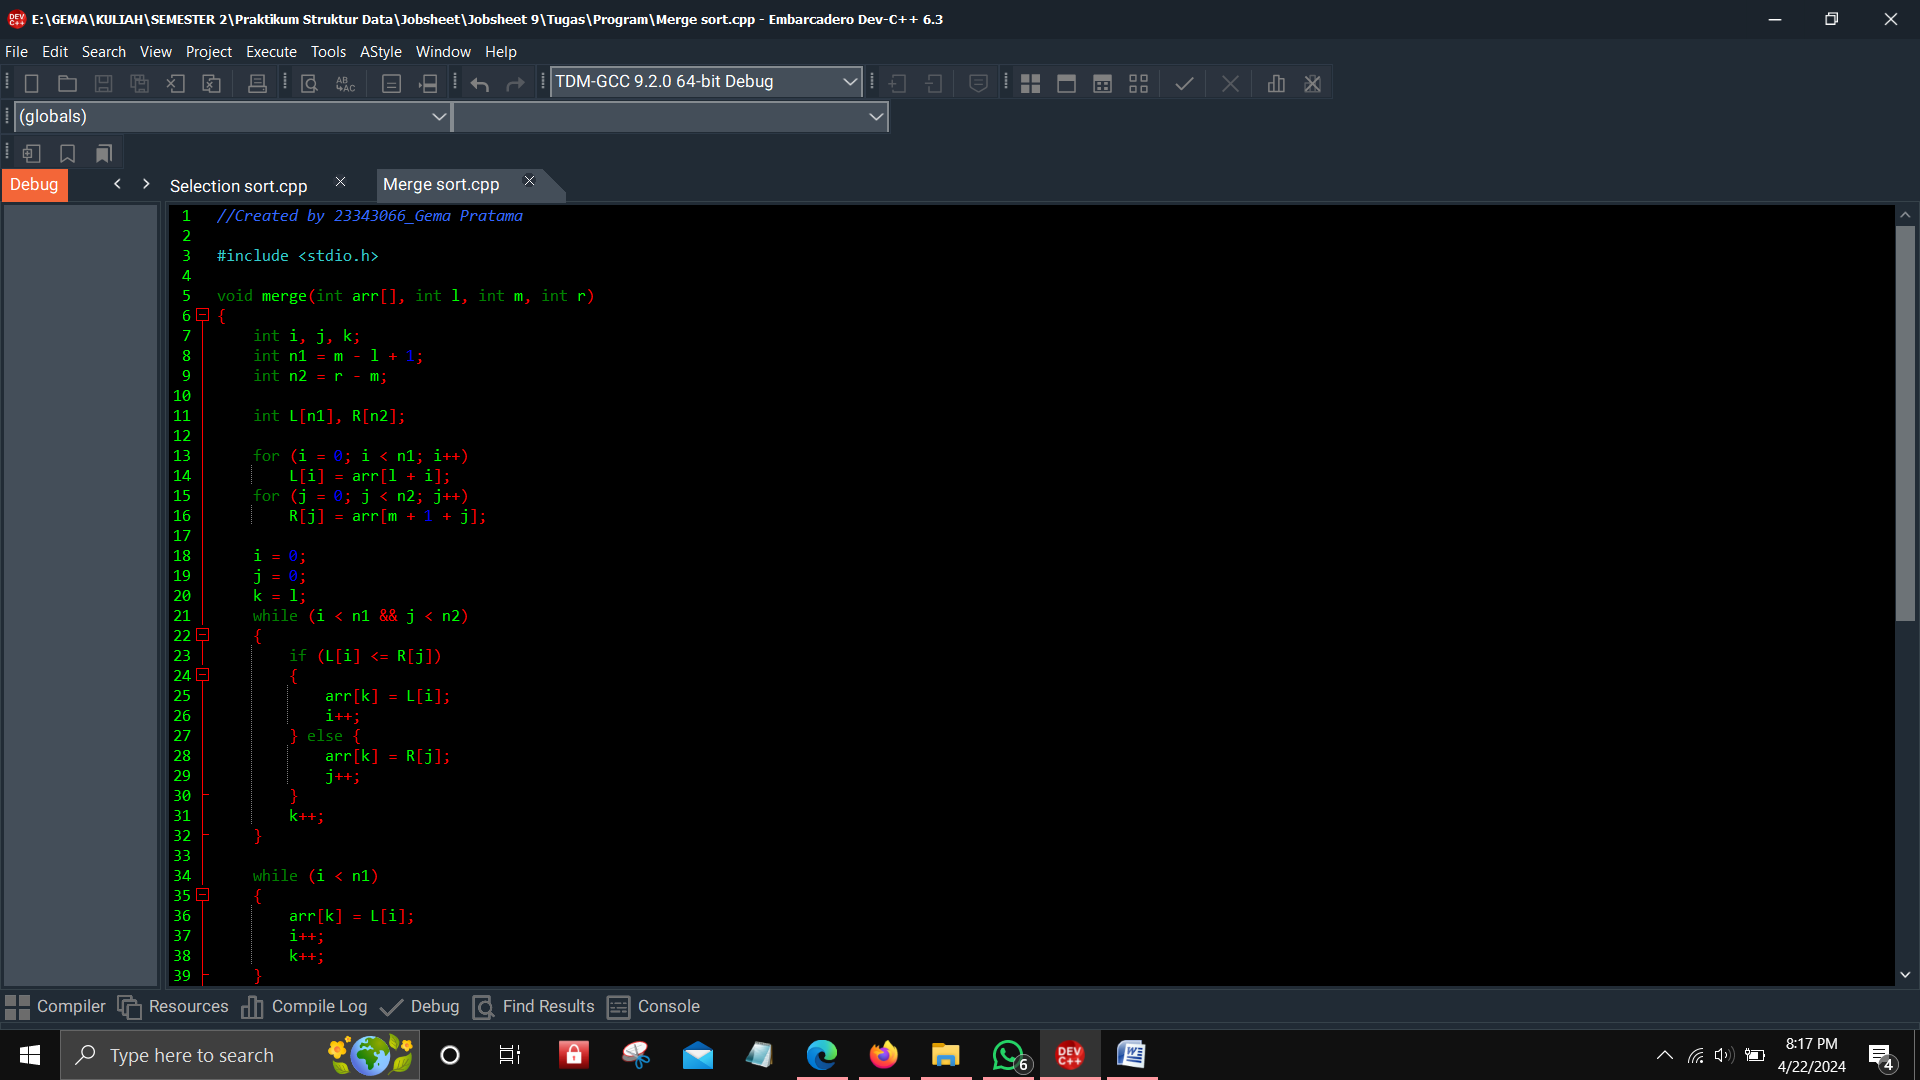 E:\GEMA\KULIAH\SEMESTER 2\Praktikum Struktur Data\Jobsheet\Jobsheet 9\Tugas\Program\Merge sort.cpp - Embarcadero Dev-C++ 6.3
File Edit Search View Project Execute Tools AStyle Window Help
TDM-GCC 9.2.0 64-bit Debug
(globals)
Debug
Selection sort.cpp
Merge sort.cpp
1 //Created by 23343066_Gema Pratama
2
3 #include <stdio.h>
4
5 void merge(int arr[], int l, int m, int r)
6 {
7     int i, j, k;
8     int n1 = m - l + 1;
9     int n2 = r - m;
10
11     int L[n1], R[n2];
12
13     for (i = 0; i < n1; i++)
14         L[i] = arr[l + i];
15     for (j = 0; j < n2; j++)
16         R[j] = arr[m + 1 + j];
17
18     i = 0;
19     j = 0;
20     k = l;
21     while (i < n1 && j < n2)
22     {
23         if (L[i] <= R[j])
24         {
25             arr[k] = L[i];
26             i++;
27         } else {
28             arr[k] = R[j];
29             j++;
30         }
31         k++;
32     }
33
34     while (i < n1)
35     {
36         arr[k] = L[i];
37         i++;
38         k++;
39     }
Compiler Resources Compile Log Debug Find Results Console
Type here to search
6
DEV C++
8:17 PM
4/22/2024
4